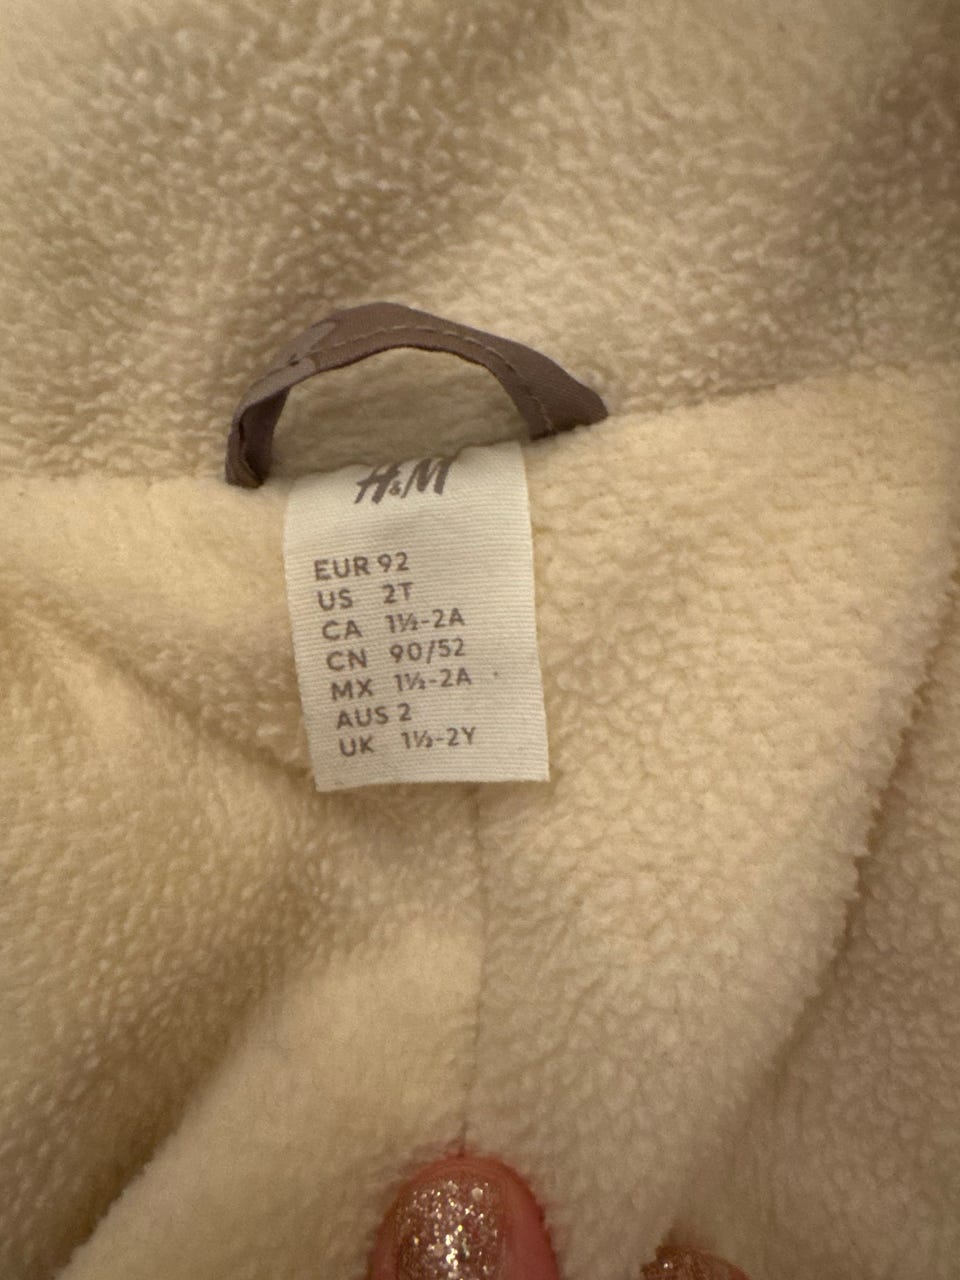 H&M
EUR 92
US 2T
CA 1½-2A
CN 90/52
MX 1½-2A
AUS 2
UK 1½-2Y